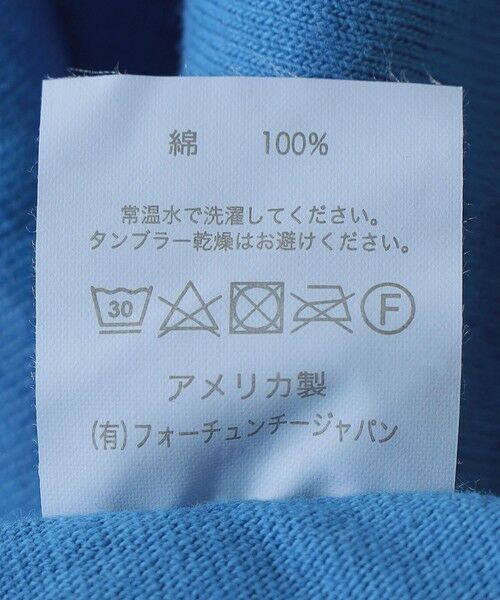 綿 100%
常温水で洗濯してください。
タンブラー乾燥はお避けください。
30 F
アメリカ製
(有)フォーチュンチージャパン